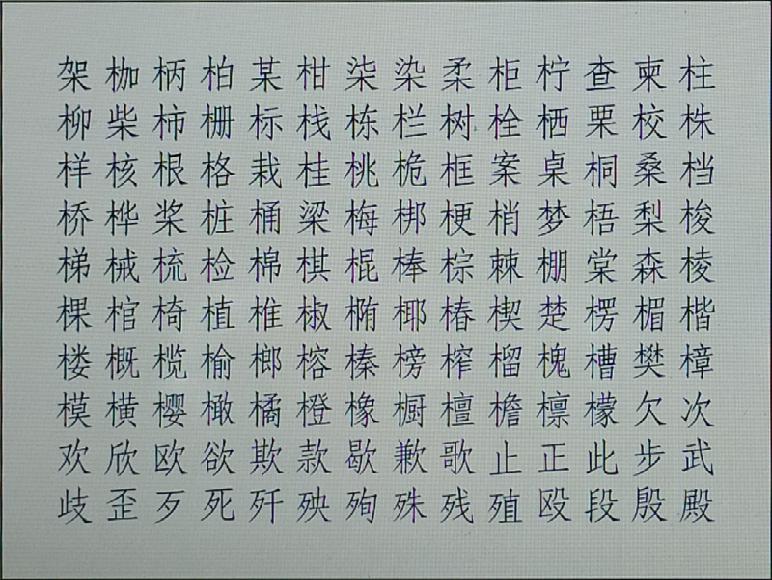 架枷柄柏某柑柒染柔柜柠查柬柱
柳柴柿栅标栈栋栏树栓栖栗校株
样核根格栽桂桃桅框案桌桐桑档
桥桦桨桩桶梁梅梆梗梢梦梧梨梭
梯械梳检棉棋棍棒棕棘棚棠森棱
棵棺椅植椎椒椭椰椿楔楚楞楣楷
楼概榄榆榔榕榛榜榨榴槐槽樊樟
模横樱橄橘橙橡橱檀檐檩檬欠次
欢欣欧欲欺款歇歉歌止正此步武
歧歪歹死歼殃殉殊残殖殴段殷殿